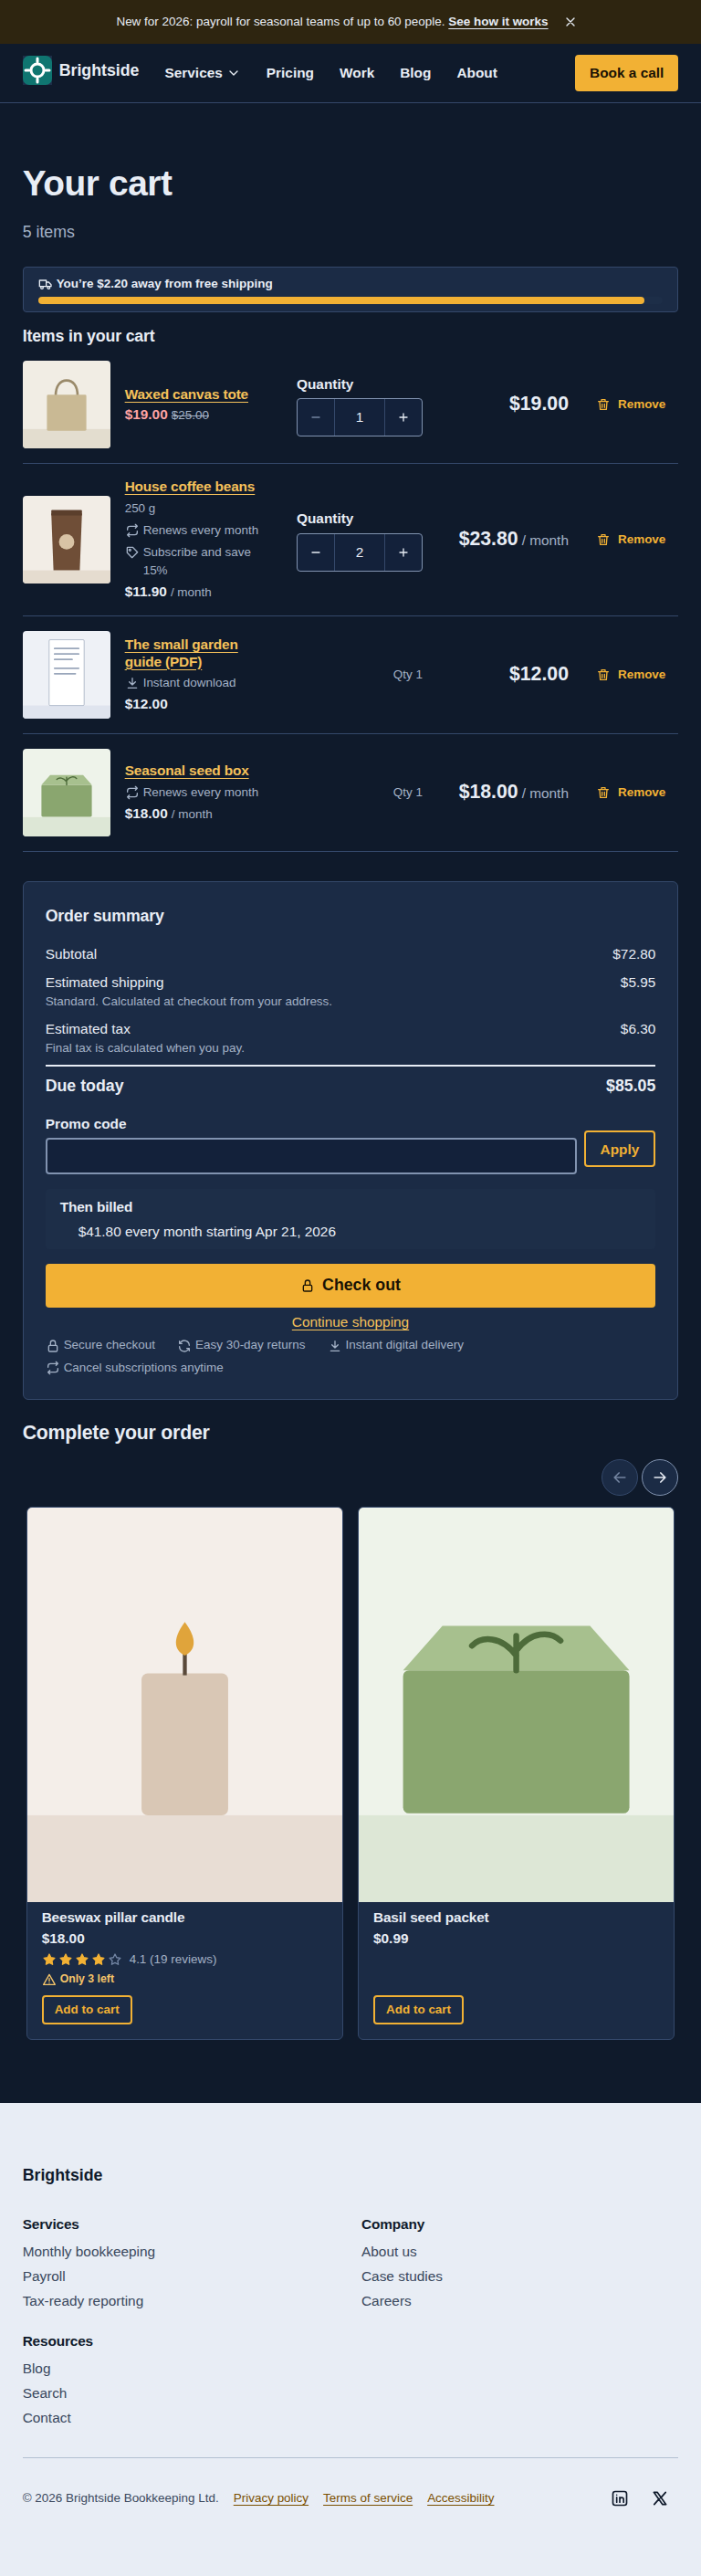 New for 2026: payroll for seasonal teams of up to 60 people. See how it works
Brightside
Services
Pricing
Work
Blog
About
Book a call
Your cart
5 items
You're $2.20 away from free shipping
Items in your cart
Waxed canvas tote
$19.00 $25.00
Quantity
1
$19.00
Remove
House coffee beans
250 g
Renews every month
Subscribe and save
15%
$11.90 / month
Quantity
2
$23.80 / month
Remove
The small garden
guide (PDF)
Instant download
$12.00
Qty 1
$12.00
Remove
Seasonal seed box
Renews every month
$18.00 / month
Qty 1
$18.00 / month
Remove
Order summary
Subtotal
$72.80
Estimated shipping
$5.95
Standard. Calculated at checkout from your address.
Estimated tax
$6.30
Final tax is calculated when you pay.
Due today
$85.05
Promo code
Apply
Then billed
$41.80 every month starting Apr 21, 2026
Check out
Continue shopping
Secure checkout
Easy 30-day returns
Instant digital delivery
Cancel subscriptions anytime
Complete your order
Beeswax pillar candle
$18.00
4.1 (19 reviews)
Only 3 left
Add to cart
Basil seed packet
$0.99
Add to cart
Brightside
Services
Monthly bookkeeping
Payroll
Tax-ready reporting
Company
About us
Case studies
Careers
Resources
Blog
Search
Contact
© 2026 Brightside Bookkeeping Ltd.
Privacy policy
Terms of service
Accessibility